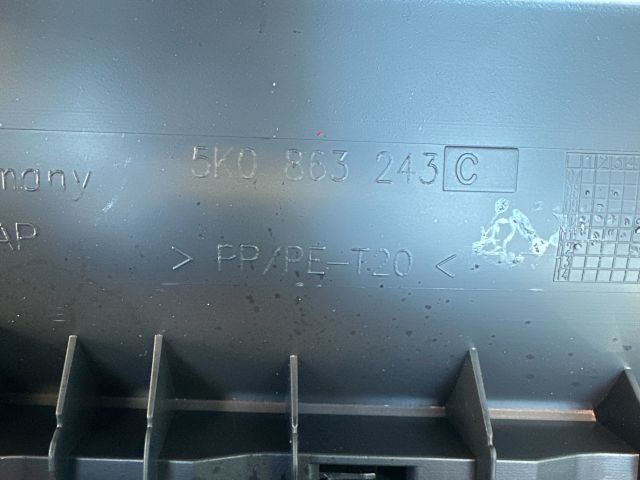 5K0 863 243 C
many
AP
> PP/PE-T20 <